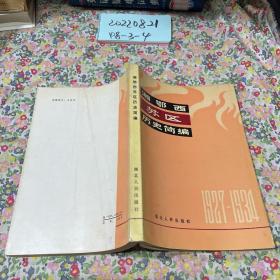 20220821
P8-3-4
湘鄂西
苏区
历史简编
1927-1934
湖北人民出版社
湘鄂西苏区历史简编
湖北人民出版社